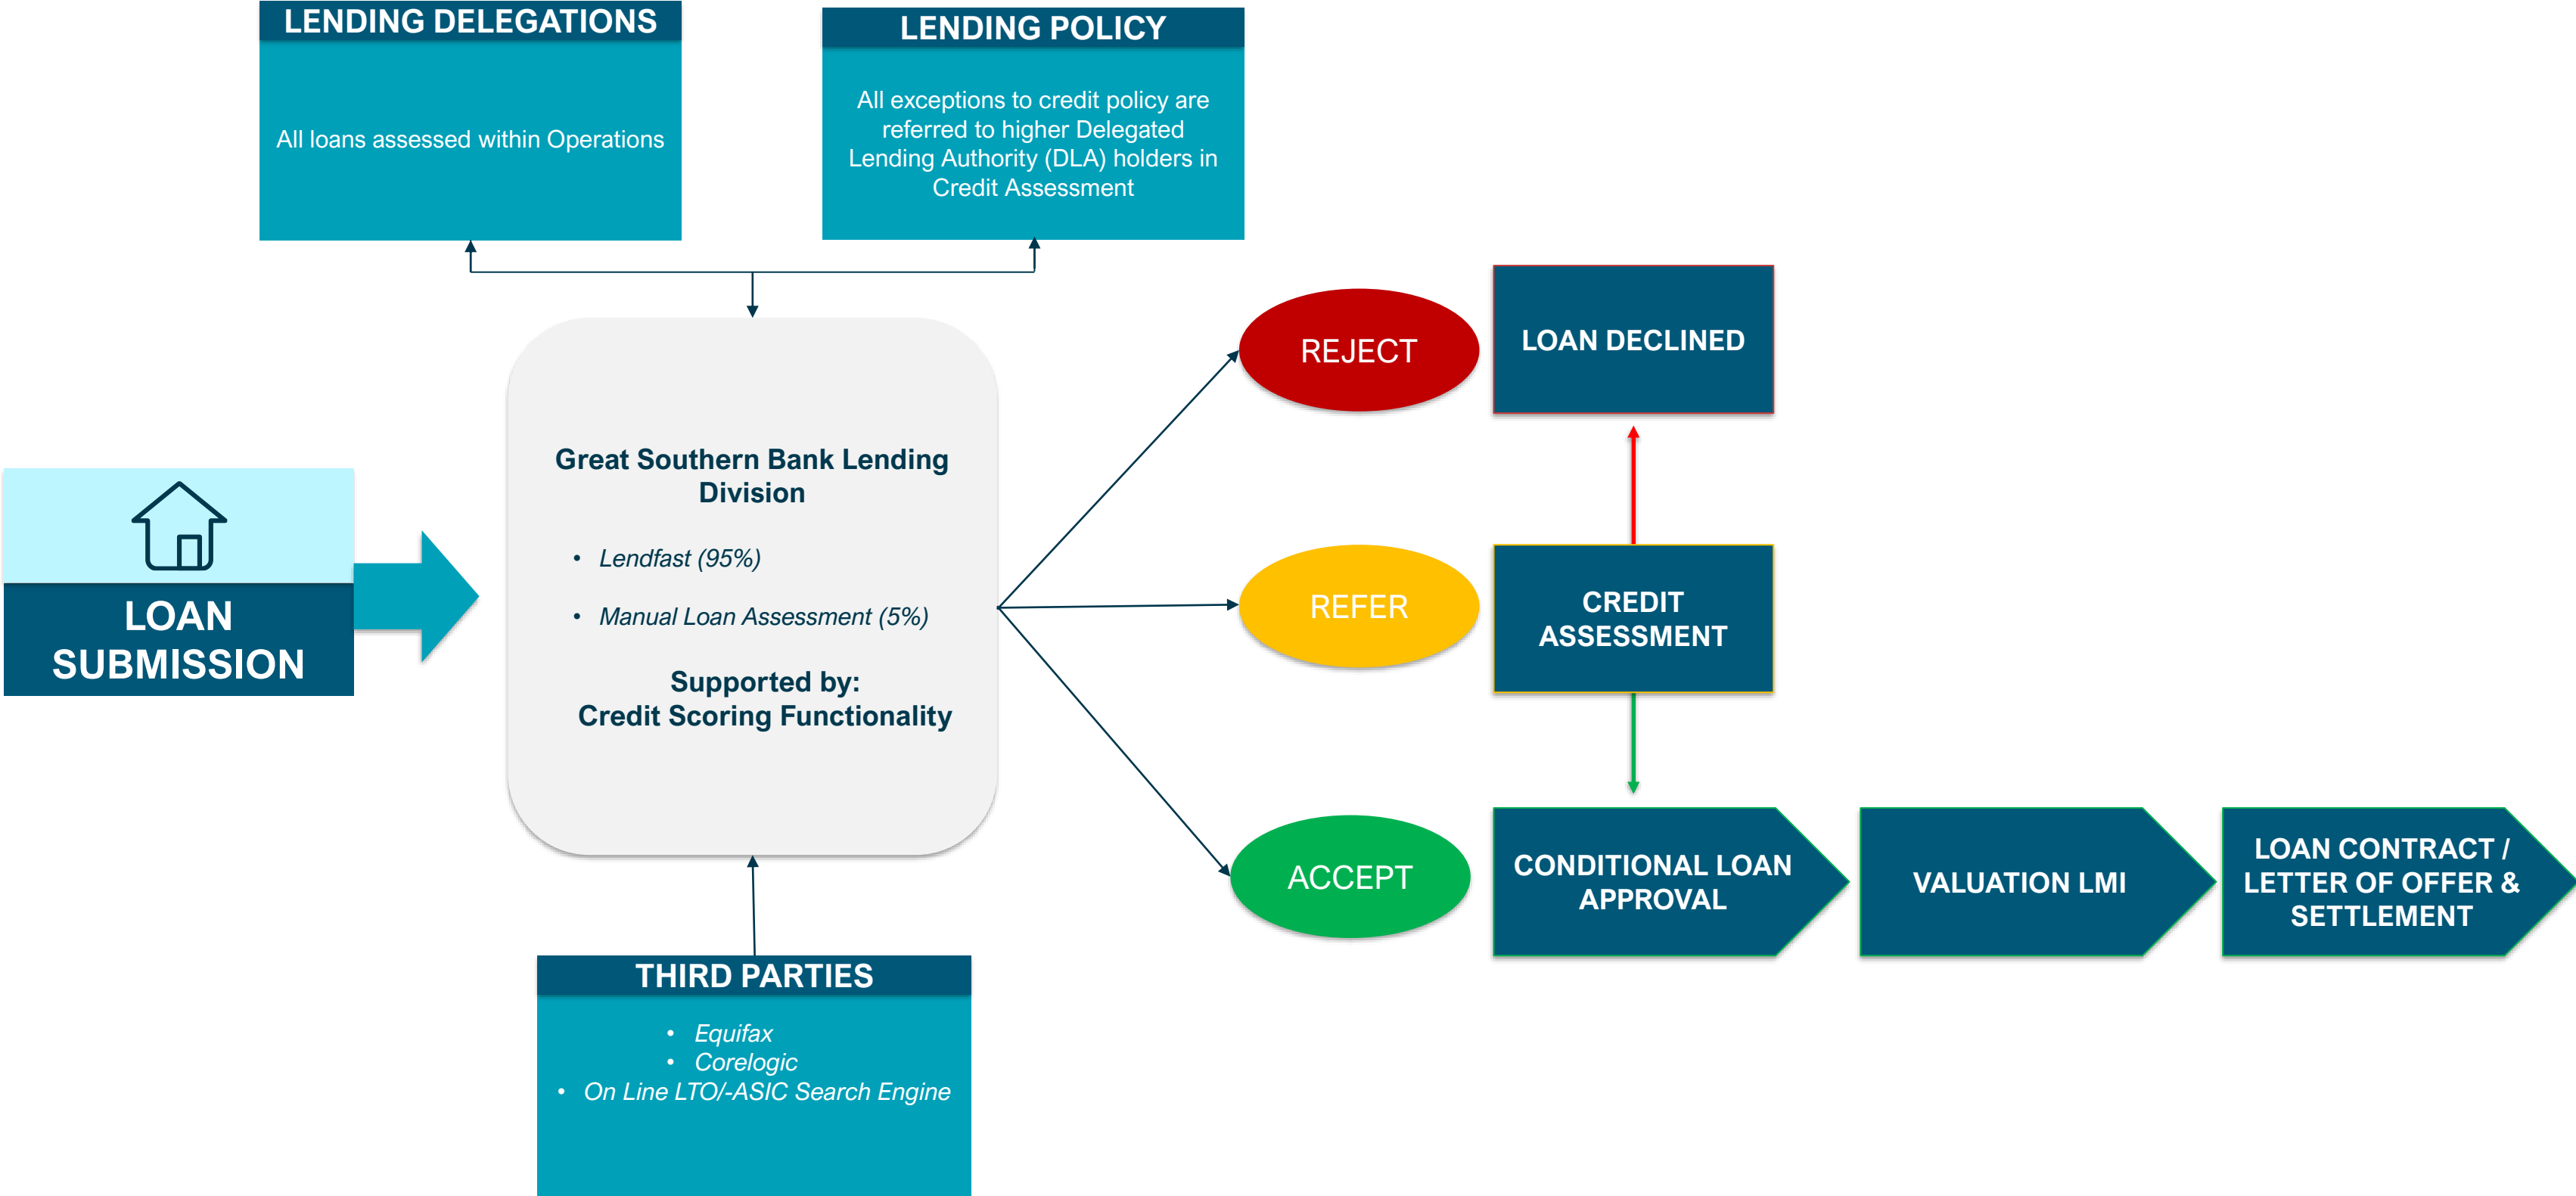 LENDING DELEGATIONS
All loans assessed within Operations
LENDING POLICY
All exceptions to credit policy are
referred to higher Delegated
Lending Authority (DLA) holders in
Credit Assessment
LOAN
SUBMISSION
Great Southern Bank Lending
Division
• Lendfast (95%)
• Manual Loan Assessment (5%)
Supported by:
Credit Scoring Functionality
THIRD PARTIES
• Equifax
• Corelogic
• On Line LTO/-ASIC Search Engine
REJECT
LOAN DECLINED
REFER
CREDIT
ASSESSMENT
ACCEPT
CONDITIONAL LOAN
APPROVAL
VALUATION LMI
LOAN CONTRACT /
LETTER OF OFFER &
SETTLEMENT